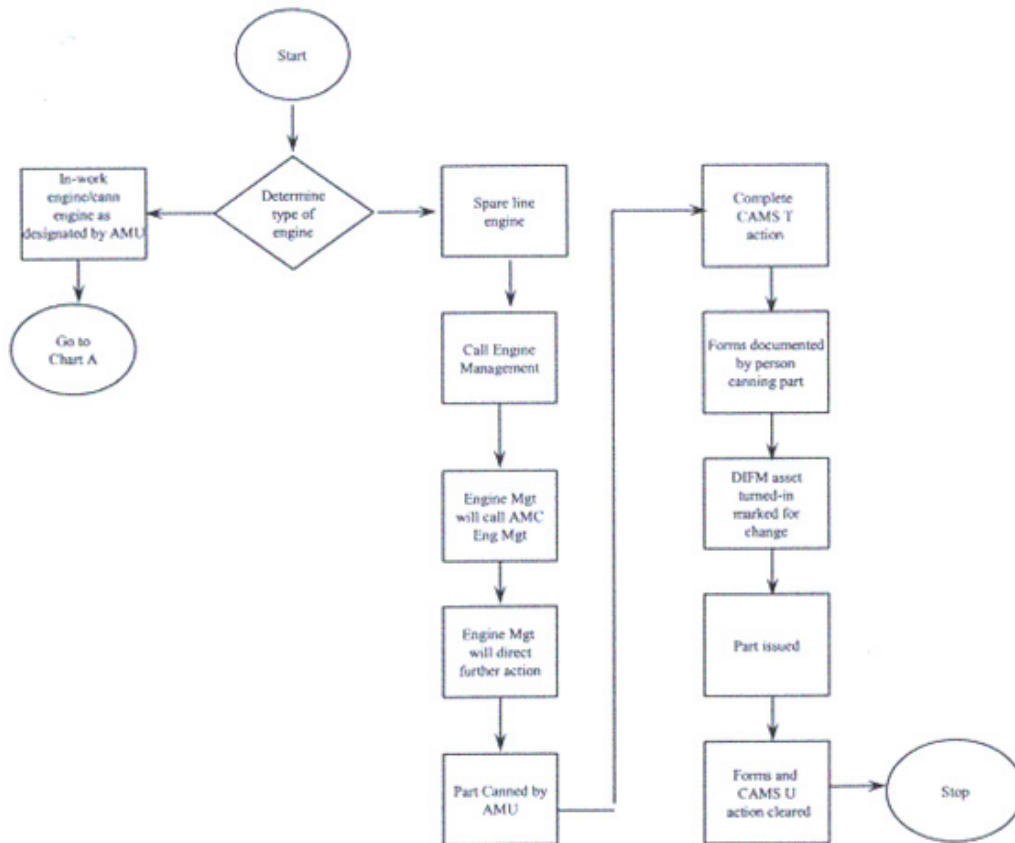 Start
Determine
type of
engine
In-work
engine/cann
engine as
designated by AMU
Go to
Chart A
Spare line
engine
Call Engine
Management
Engine Mgt
will call AMC
Eng Mgt
Engine Mgt
will direct
further action
Part Canned by
AMU
Complete
CAMS T
action
Forms documented
by person
canning part
DIFM asset
turned-in
marked for
change
Part issued
Forms and
CAMS U
action cleared
Stop